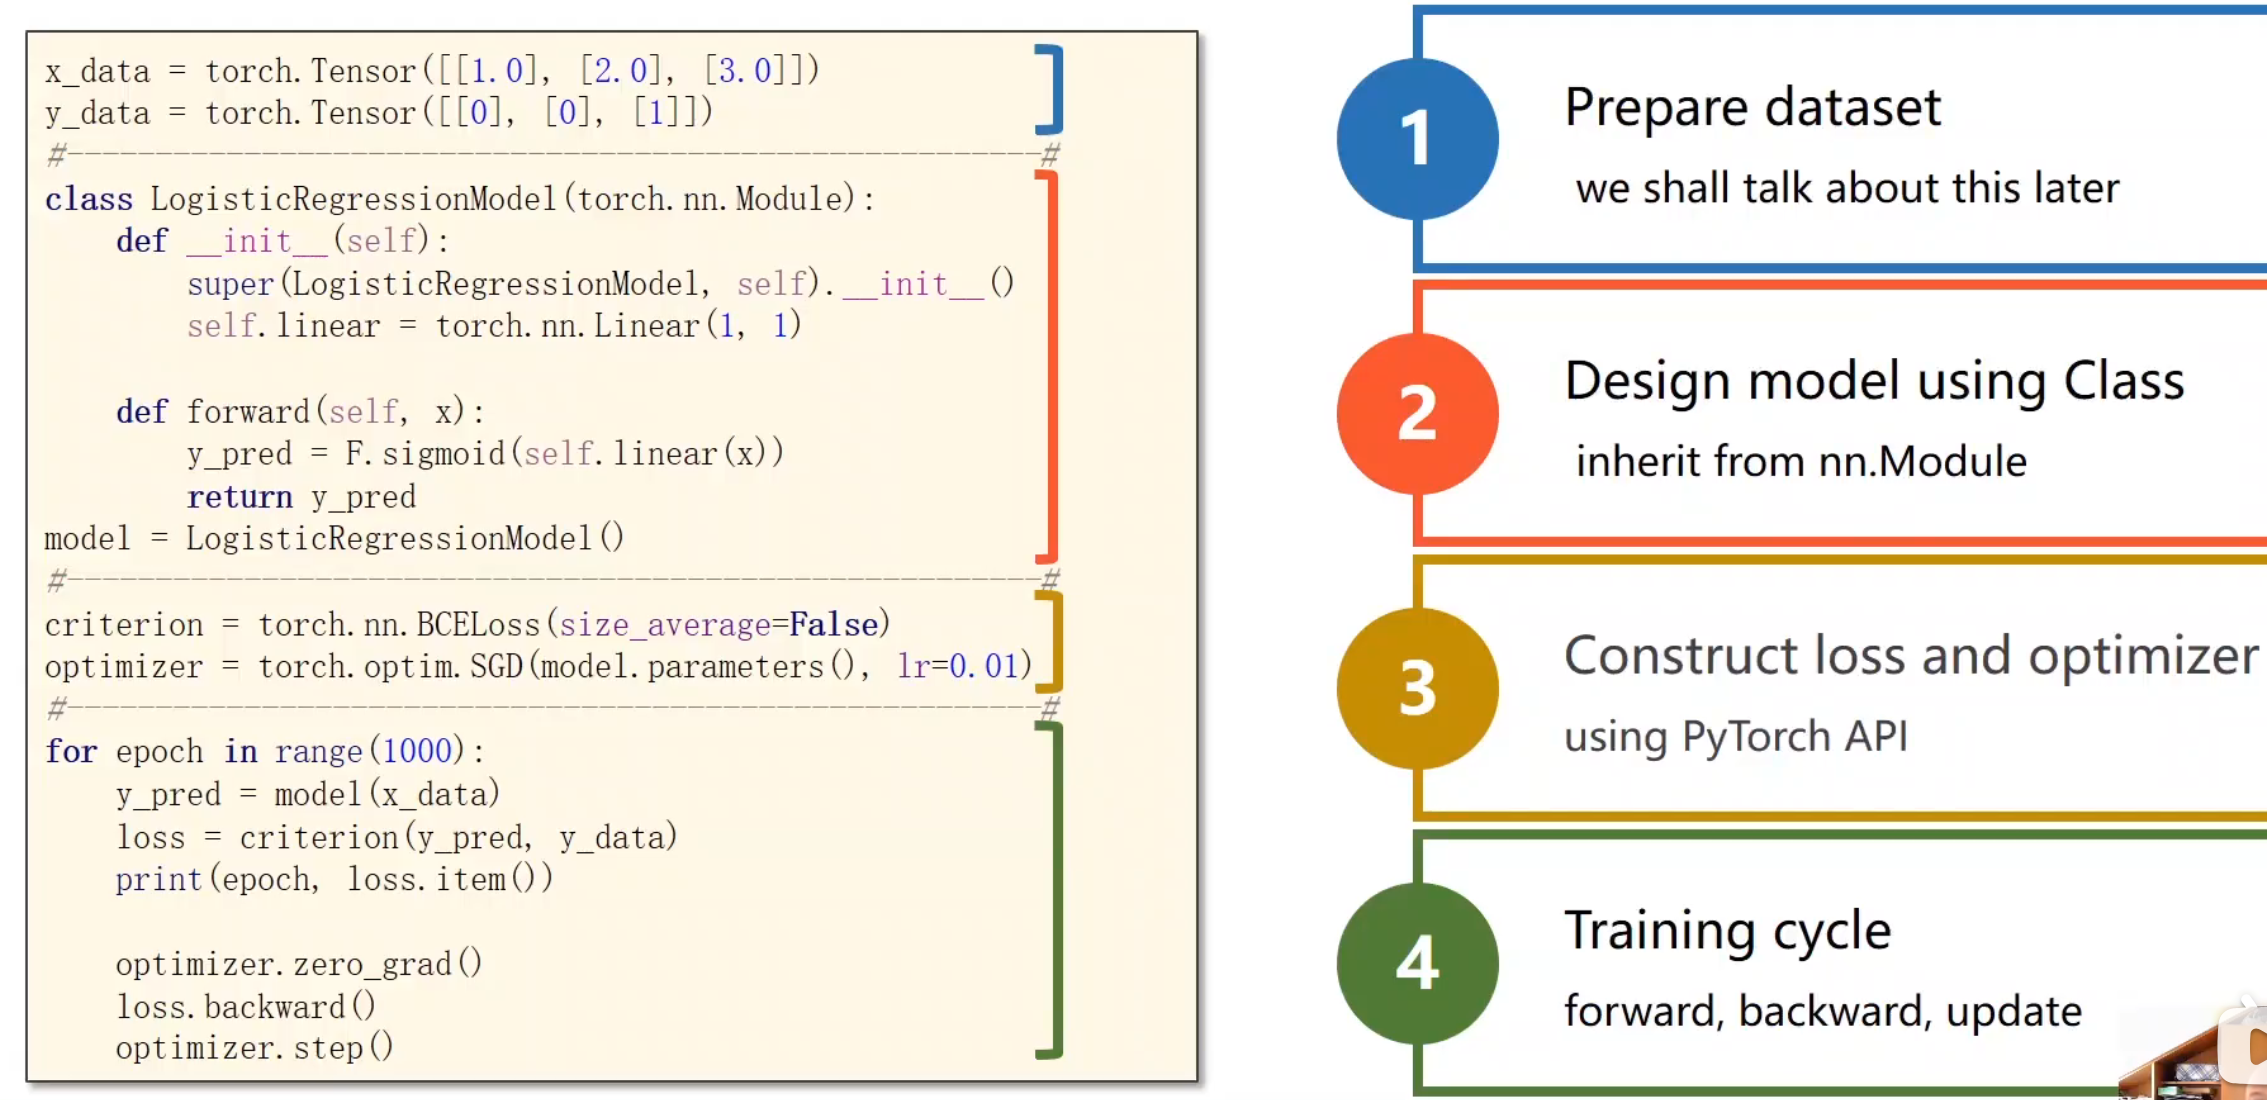 x_data = torch.Tensor([[1.0], [2.0], [3.0]])
y_data = torch.Tensor([[0], [0], [1]])
#-------------------------------------------------------#
class LogisticRegressionModel(torch.nn.Module):
    def __init__(self):
        super(LogisticRegressionModel, self).__init__()
        self.linear = torch.nn.Linear(1, 1)

    def forward(self, x):
        y_pred = F.sigmoid(self.linear(x))
        return y_pred
model = LogisticRegressionModel()
#-------------------------------------------------------#
criterion = torch.nn.BCELoss(size_average=False)
optimizer = torch.optim.SGD(model.parameters(), lr=0.01)
#-------------------------------------------------------#
for epoch in range(1000):
    y_pred = model(x_data)
    loss = criterion(y_pred, y_data)
    print(epoch, loss.item())

    optimizer.zero_grad()
    loss.backward()
    optimizer.step()
1
Prepare dataset
we shall talk about this later
2
Design model using Class
inherit from nn.Module
3
Construct loss and optimizer
using PyTorch API
4
Training cycle
forward, backward, update